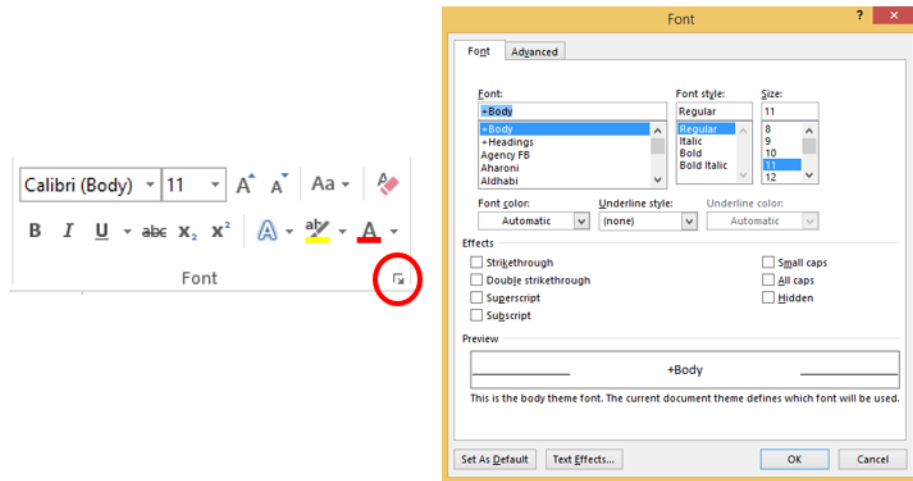 Calibri (Body) 11 A A Aa
B I U abc X2 X2 A ab A
Font
Font ? ×
Font Advanced
Font: Font style: Size:
+Body Regular 11
+Body Regular 8
+Headings Italic 9
Agency FB Bold 10
Aharoni Bold Italic 11
Aldhabi 12
Font color: Underline style: Underline color:
Automatic (none) Automatic
Effects
Strikethrough Small caps
Double strikethrough All caps
Superscript Hidden
Subscript
Preview
+Body
This is the body theme font. The current document theme defines which font will be used.
Set As Default Text Effects... OK Cancel